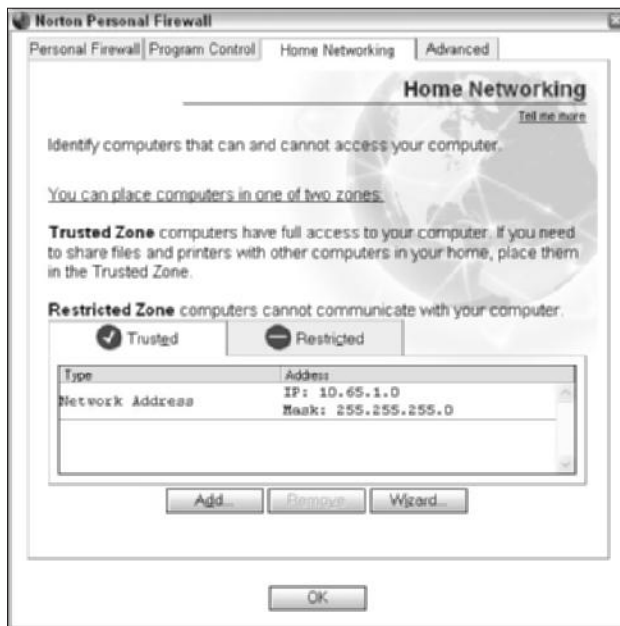 Norton Personal Firewall
Personal Firewall Program Control Home Networking Advanced
Home Networking
Tell me more
Identify computers that can and cannot access your computer.
You can place computers in one of two zones:
Trusted Zone computers have full access to your computer. If you need
to share files and printers with other computers in your home, place them
in the Trusted Zone.
Restricted Zone computers cannot communicate with your computer.
Trusted Restricted
Type Address
Network Address IP: 10.65.1.0
Mask: 255.255.255.0
Add... Remove Wizard...
OK